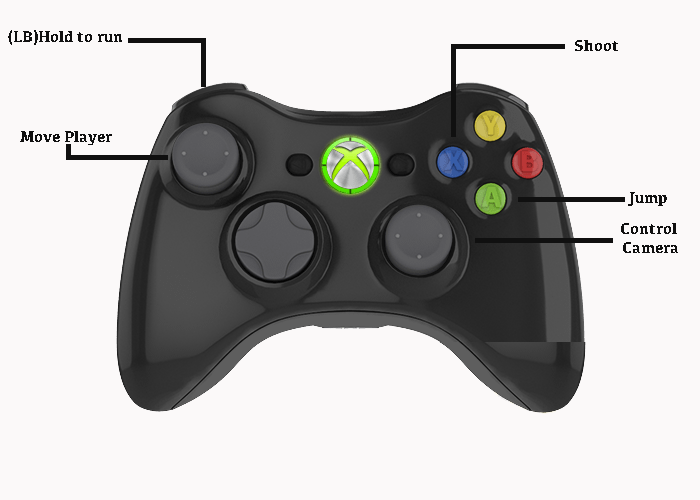 (LB)Hold to run
Shoot
Move Player
Y
X
B
A
Jump
Control
Camera